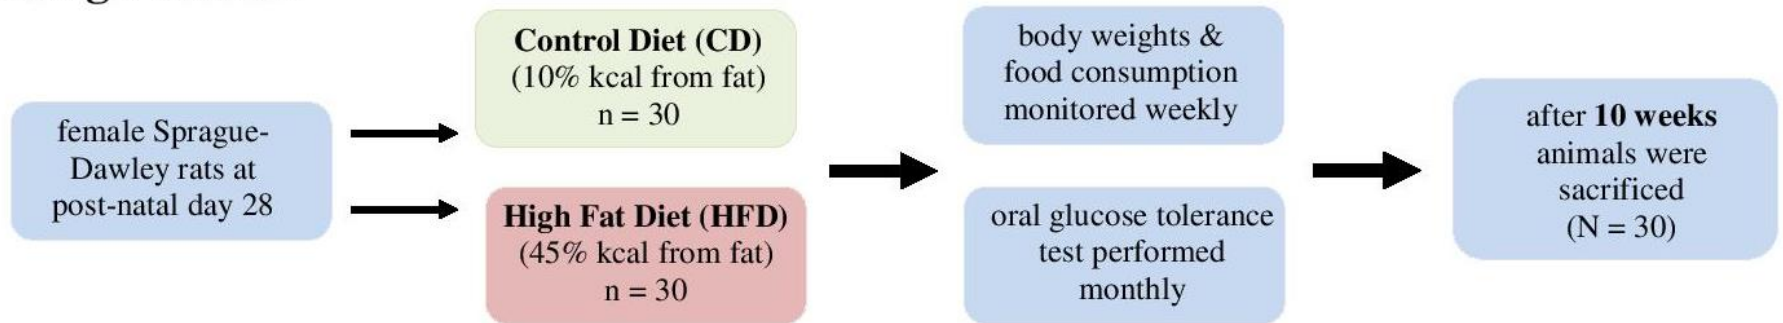 female Sprague-
Dawley rats at
post-natal day 28
Control Diet (CD)
(10% kcal from fat)
n = 30
High Fat Diet (HFD)
(45% kcal from fat)
n = 30
body weights &
food consumption
monitored weekly
oral glucose tolerance
test performed
monthly
after 10 weeks
animals were
sacrificed
(N = 30)